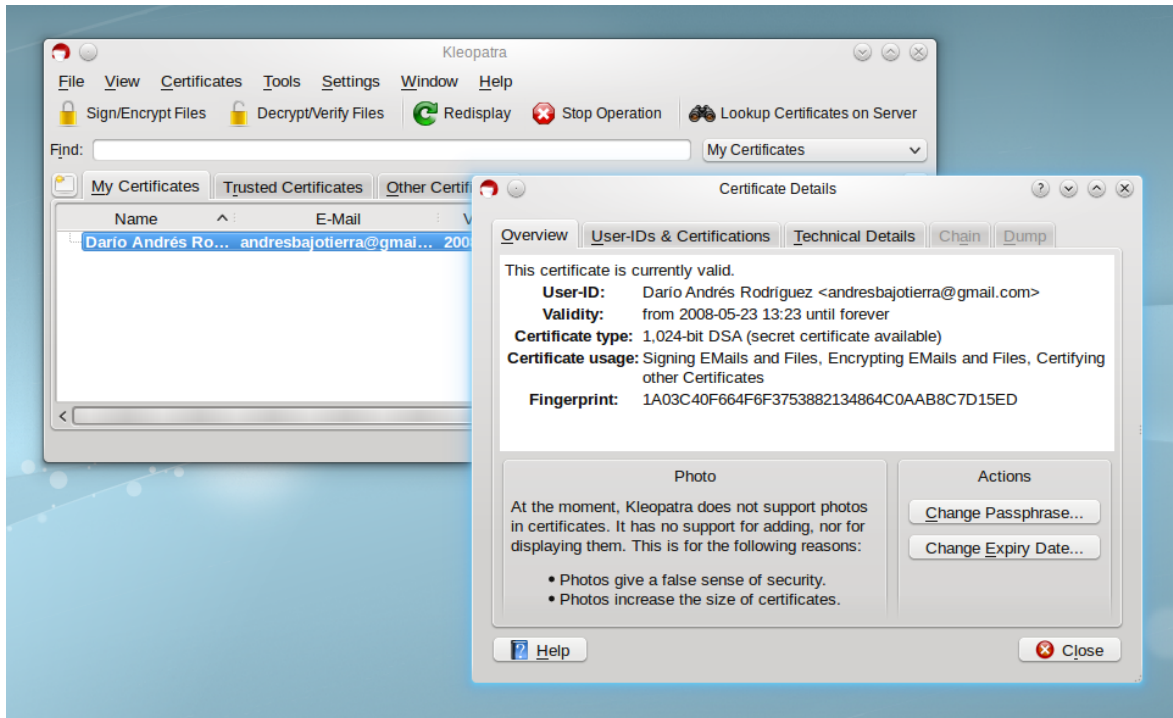 Kleopatra
File View Certificates Tools Settings Window Help
Sign/Encrypt Files Decrypt/Verify Files Redisplay Stop Operation Lookup Certificates on Server
Find: My Certificates
My Certificates Trusted Certificates Other Certifi
Name E-Mail V
Darío Andrés Ro... andresbajotierra@gmai... 200
Certificate Details
Overview User-IDs & Certifications Technical Details Chain Dump
This certificate is currently valid.
User-ID: Darío Andrés Rodríguez <andresbajotierra@gmail.com>
Validity: from 2008-05-23 13:23 until forever
Certificate type: 1,024-bit DSA (secret certificate available)
Certificate usage: Signing EMails and Files, Encrypting EMails and Files, Certifying
other Certificates
Fingerprint: 1A03C40F664F6F3753882134864C0AAB8C7D15ED
Photo
At the moment, Kleopatra does not support photos
in certificates. It has no support for adding, nor for
displaying them. This is for the following reasons:
• Photos give a false sense of security.
• Photos increase the size of certificates.
Actions
Change Passphrase...
Change Expiry Date...
Help Close